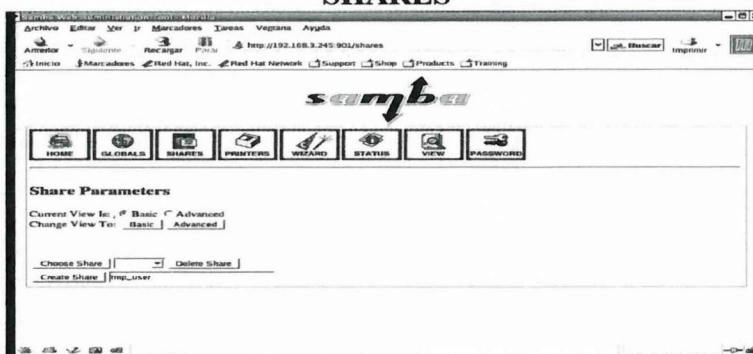 SHARES
Samba Web Administration Tool - Mozilla
Archivo Editar Ver Ir Marcadores Tareas Ventana Ayuda
Anterior Siguiente Recargar Parar http://192.168.3.245:901/shares Buscar Imprimir
Inicio Marcadores Red Hat, Inc. Red Hat Network Support Shop Products Training
samba
HOME GLOBALS SHARES PRINTERS WIZARD STATUS VIEW PASSWORD
Share Parameters
Current View Is: Basic Advanced
Change View To: Basic Advanced
Choose Share Delete Share
Create Share tmp_user